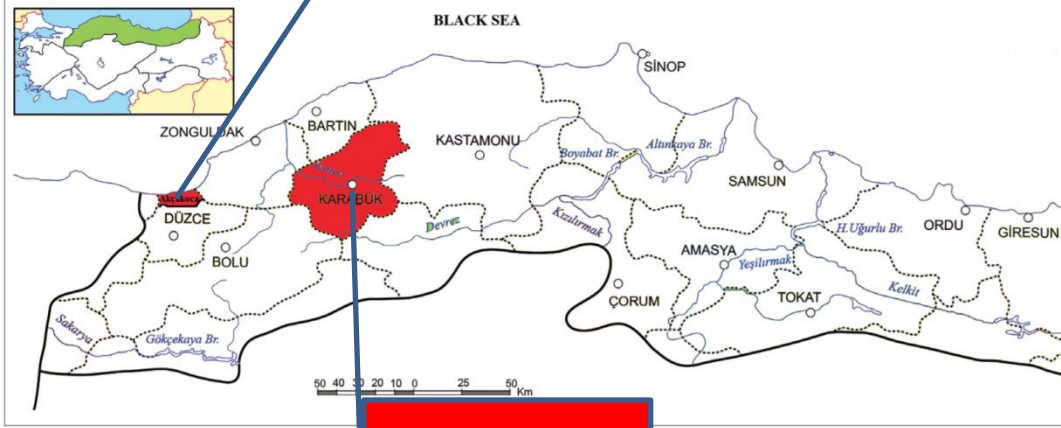 BLACK SEA
SİNOP
ZONGULDAK
BARTIN
KASTAMONU
Boyabat Br.
Altınkaya Br.
SAMSUN
Akçakoca
KARABÜK
DÜZCE
BOLU
Devrez
Kızılırmak
H.Uğurlu Br.
ORDU
GİRESUN
AMASYA
Yeşilırmak
Kelkit
ÇORUM
TOKAT
Sakarya
Gökçekaya Br.
50 40 30 20 10 0 25 50
Km